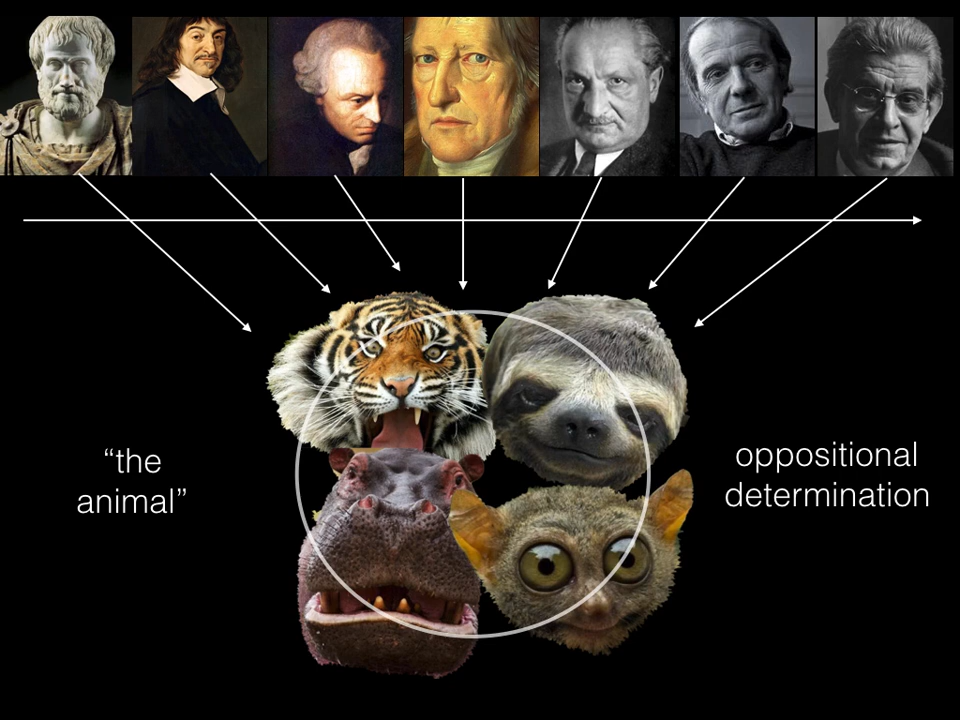 “the
animal”
oppositional
determination